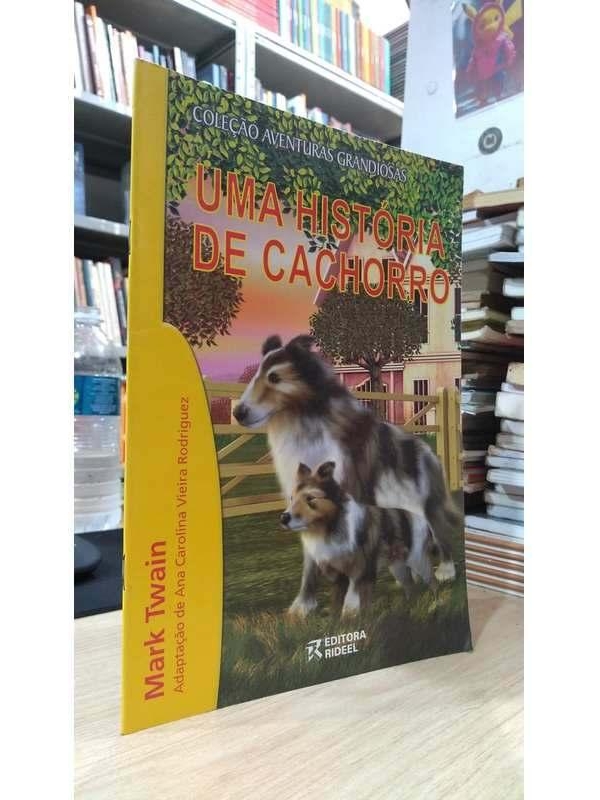 COLEÇÃO AVENTURAS GRANDIOSAS
UMA HISTÓRIA
DE CACHORRO
Mark Twain
Adaptação de Ana Carolina Vieira Rodriguez
EDITORA
RIDEEL